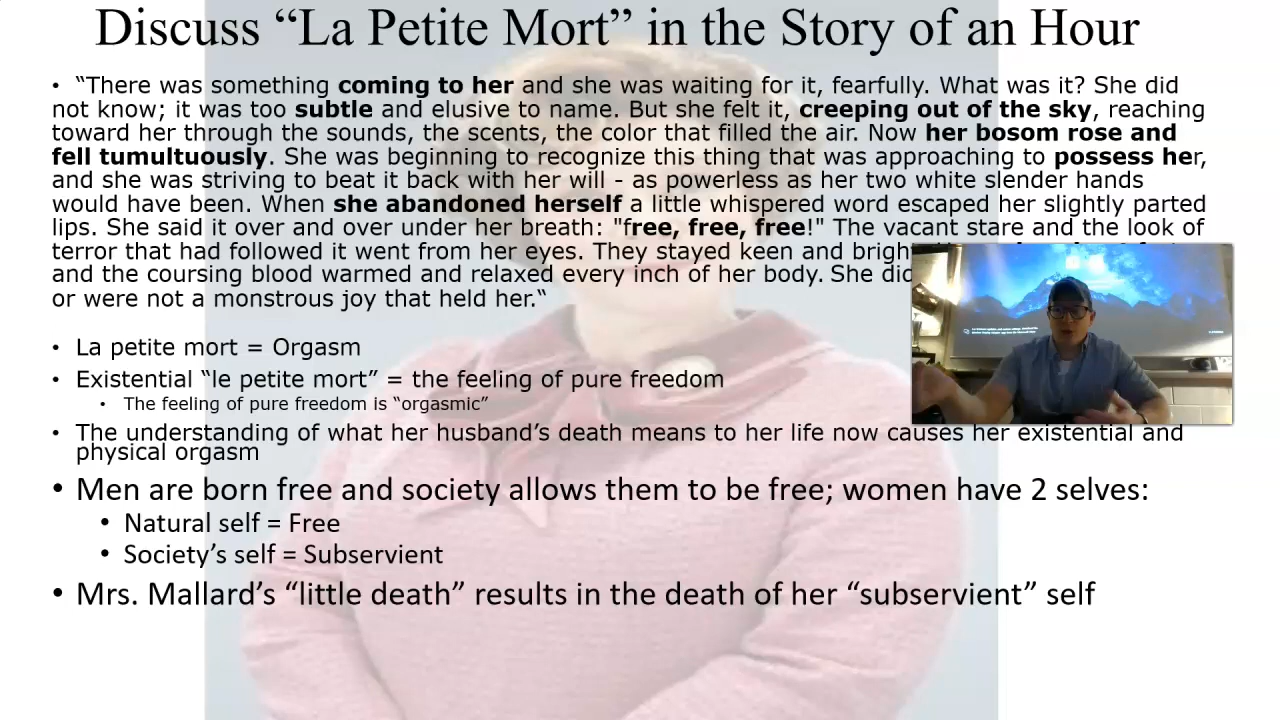 Discuss “La Petite Mort” in the Story of an Hour
• “There was something coming to her and she was waiting for it, fearfully. What was it? She did
not know; it was too subtle and elusive to name. But she felt it, creeping out of the sky, reaching
toward her through the sounds, the scents, the color that filled the air. Now her bosom rose and
fell tumultuously. She was beginning to recognize this thing that was approaching to possess her,
and she was striving to beat it back with her will - as powerless as her two white slender hands
would have been. When she abandoned herself a little whispered word escaped her slightly parted
lips. She said it over and over under her breath: "free, free, free!" The vacant stare and the look of
terror that had followed it went from her eyes. They stayed keen and bright
and the coursing blood warmed and relaxed every inch of her body. She did
or were not a monstrous joy that held her.“
• La petite mort = Orgasm
• Existential “le petite mort” = the feeling of pure freedom
• The feeling of pure freedom is “orgasmic”
• The understanding of what her husband’s death means to her life now causes her existential and
physical orgasm
• Men are born free and society allows them to be free; women have 2 selves:
• Natural self = Free
• Society’s self = Subservient
• Mrs. Mallard’s “little death” results in the death of her “subservient” self